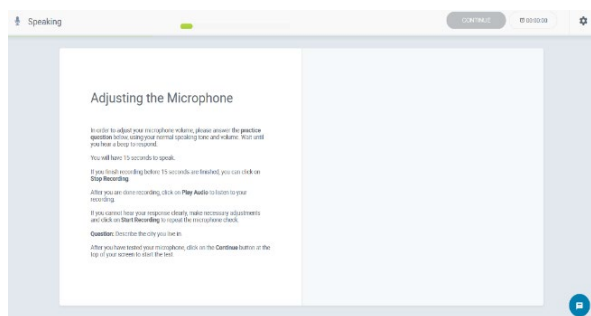 Speaking
CONTINUE
Adjusting the Microphone
In order to adjust your microphone volume, please answer the practice
question below, using your normal speaking tone and volume. Wait until
you hear a beep to respond.
You will have 15 seconds to speak.
If you finish recording before 15 seconds are finished, you can click on
Stop Recording.
After you are done recording, click on Play Audio to listen to your
recording.
If you cannot hear your response clearly, make necessary adjustments
and click on Start Recording to repeat the microphone check.
Question: Describe the city you live in.
After you have tested your microphone, click on the Continue button at the
top of your screen to start the test.